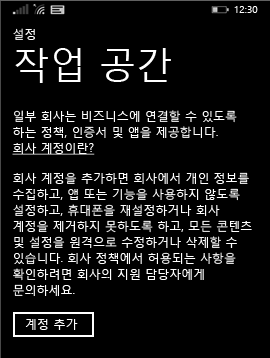 12:30
설정
작업 공간
일부 회사는 비즈니스에 연결할 수 있도록
하는 정책, 인증서 및 앱을 제공합니다.
회사 계정이란?
회사 계정을 추가하면 회사에서 개인 정보를
수집하고, 앱 또는 기능을 사용하지 않도록
설정하고, 휴대폰을 재설정하거나 회사
계정을 제거하지 못하도록 하고, 모든 콘텐츠
및 설정을 원격으로 수정하거나 삭제할 수
있습니다. 회사 정책에서 허용되는 사항을
확인하려면 회사의 지원 담당자에게
문의하세요.
계정 추가